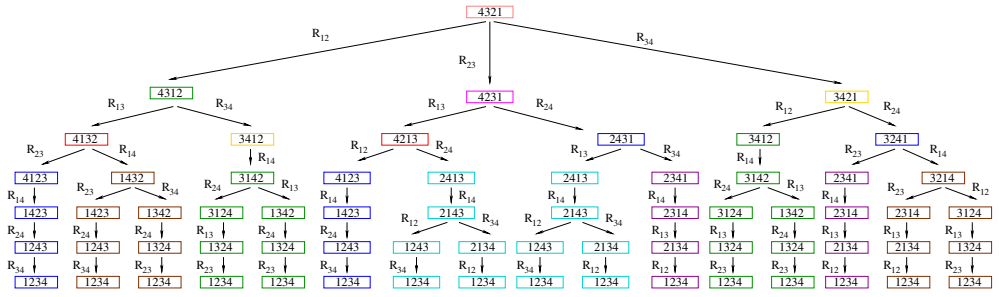 4321
R12 R23 R34
4312 4231 3421
R13 R34 R13 R24 R12 R24
4132 3412 4213 2431 3412 3241
R23 R14 R14 R12 R24 R13 R34 R14 R23 R14
4123 1432 3142 4123 2413 2413 2341 3142 2341 3214
R14 R23 R34 R24 R13 R14 R14 R14 R14 R24 R13 R14 R23 R12
1423 1423 1342 3124 1342 1423 2143 2143 2314 3124 1342 2314 2314 3124
R24 R24 R24 R13 R24 R24 R12 R34 R12 R34 R13 R13 R24 R13 R13 R13
1243 1243 1324 1324 1324 1243 1243 2134 1243 2134 2134 1324 1324 2134 2134 1324
R34 R34 R23 R23 R23 R34 R34 R12 R34 R12 R12 R23 R23 R12 R12 R23
1234 1234 1234 1234 1234 1234 1234 1234 1234 1234 1234 1234 1234 1234 1234 1234